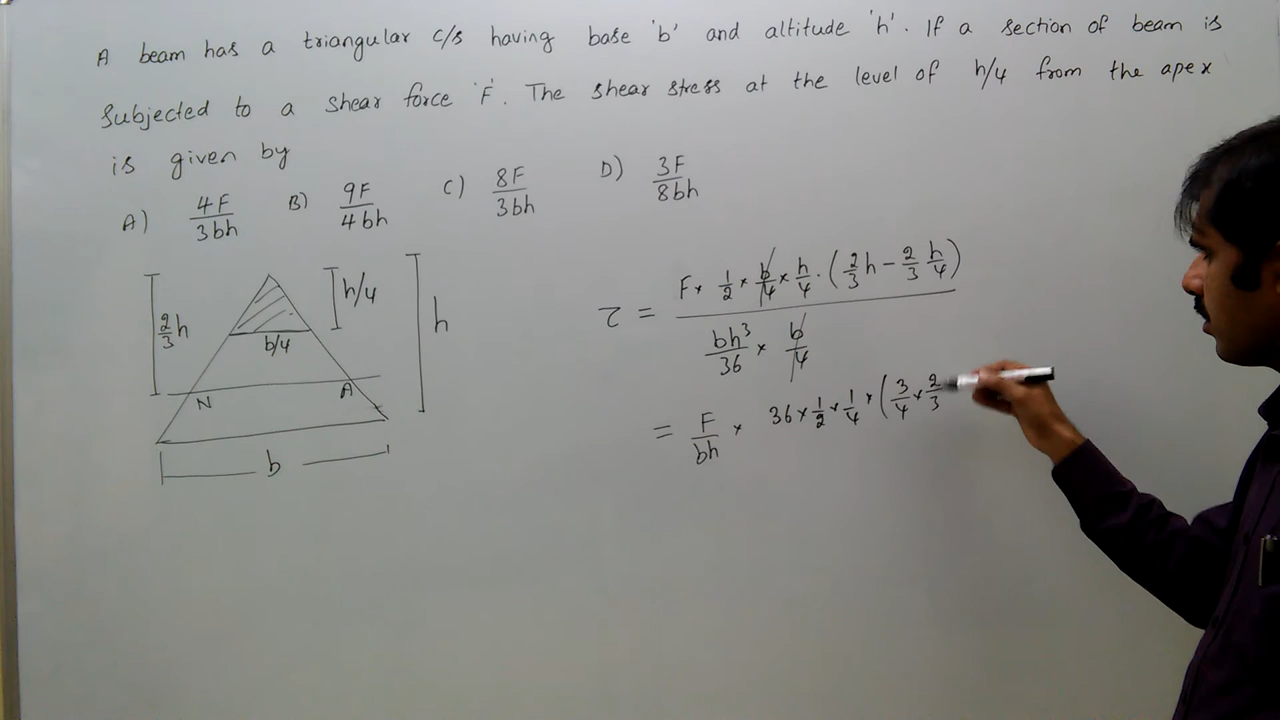 A beam has a triangular c/s having base 'b' and altitude 'h'. If a section of beam is
Subjected to a shear force 'F'. The shear stress at the level of h/4 from the apex
is given by
A) 4F/3bh B) 9F/4bh C) 8F/3bh D) 3F/8bh
2/3 h
h/4
h
b/4
N A
b
τ = F × 1/2 × b/4 × h/4 · (2/3 h − 2/3 h/4)
bh³/36 × b/4
= F/bh × 36 × 1/2 × 1/4 × (3/4 × 2/3